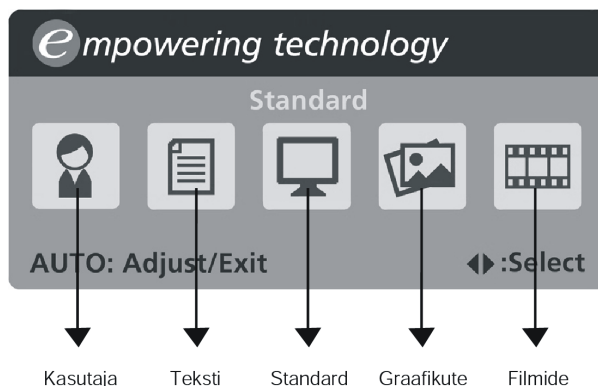 empowering technology
Standard
AUTO: Adjust/Exit ◀▶ :Select
Kasutaja Teksti Standard Graafikute Filmide